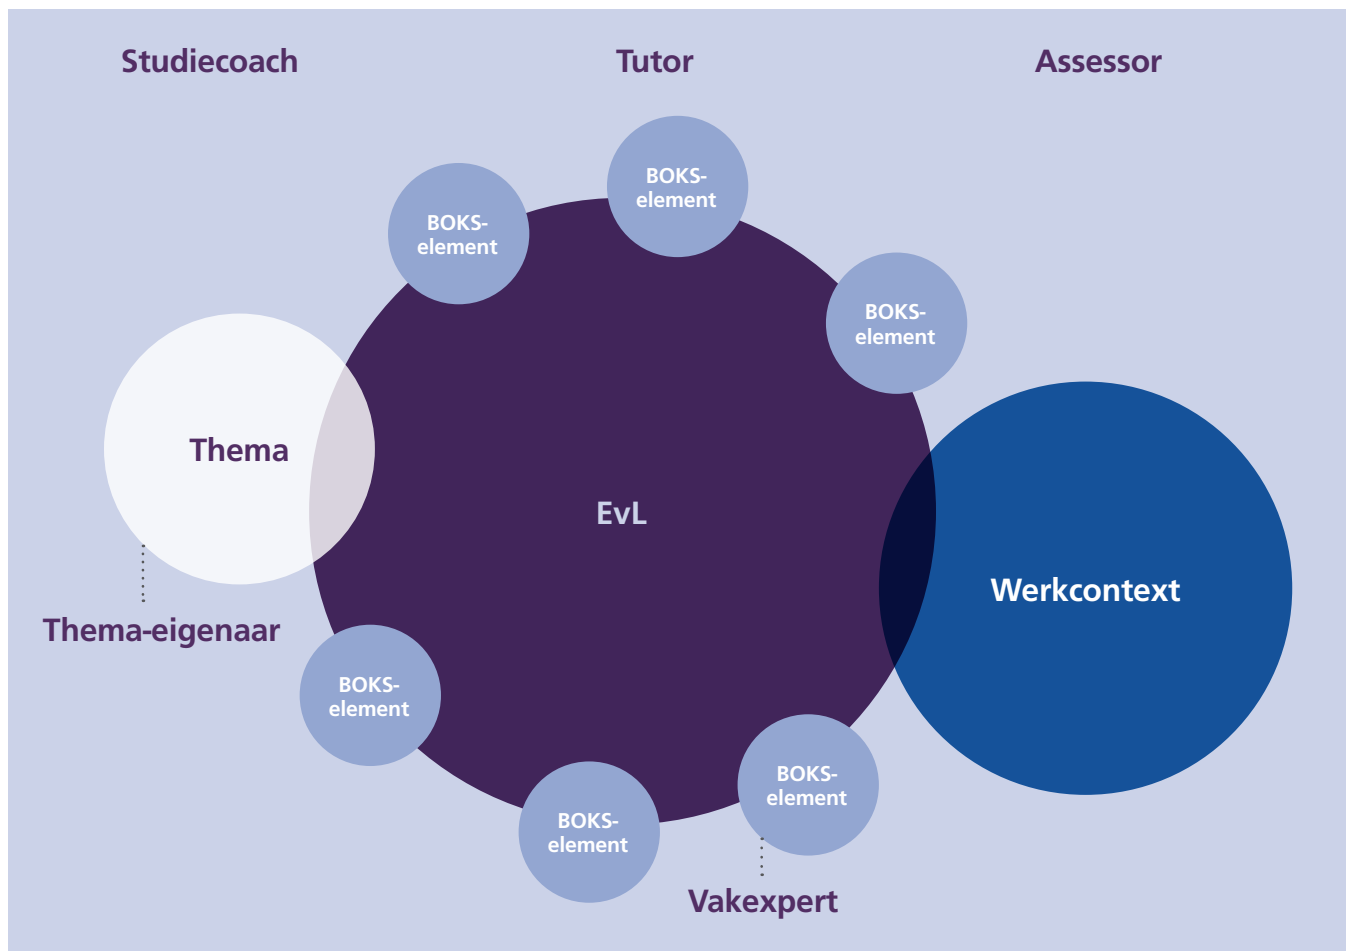 Studiecoach
Tutor
Assessor
BOKS-
element
BOKS-
element
BOKS-
element
Thema
EvL
Werkcontext
Thema-eigenaar
BOKS-
element
BOKS-
element
BOKS-
element
Vakexpert